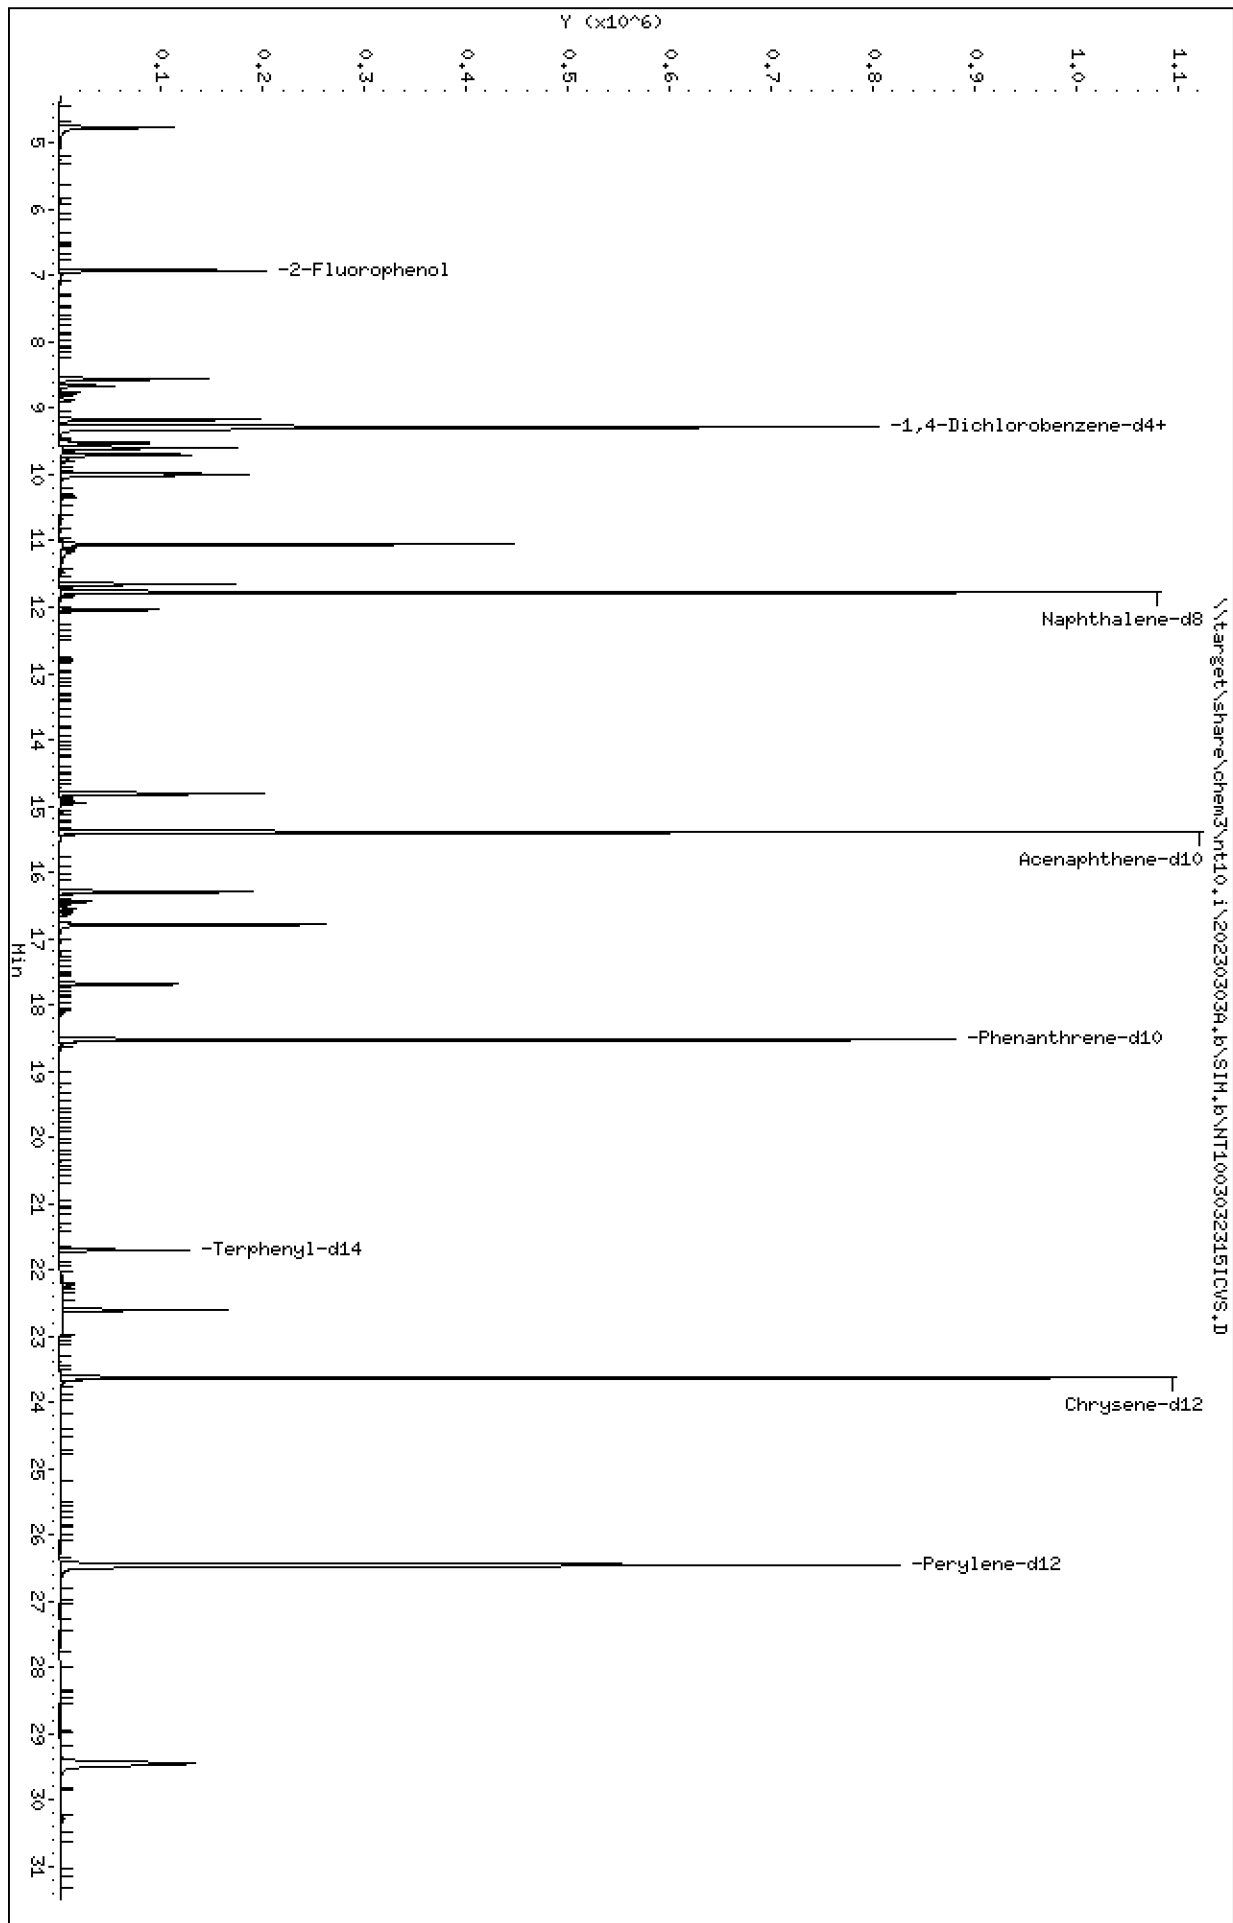 \\target\share\chem3\nt10.i\20230303A.b\SIM.b\NT1003032315ICVS.D
Y (x10^6)
1.1
1.0
0.9
0.8
0.7
0.6
0.5
0.4
0.3
0.2
0.1
-2-Fluorophenol
-1,4-Dichlorobenzene-d4+
Naphthalene-d8
Acenaphthene-d10
-Phenanthrene-d10
-Terphenyl-d14
Chrysene-d12
-Perylene-d12
5 6 7 8 9 10 11 12 13 14 15 16 17 18 19 20 21 22 23 24 25 26 27 28 29 30 31
Min